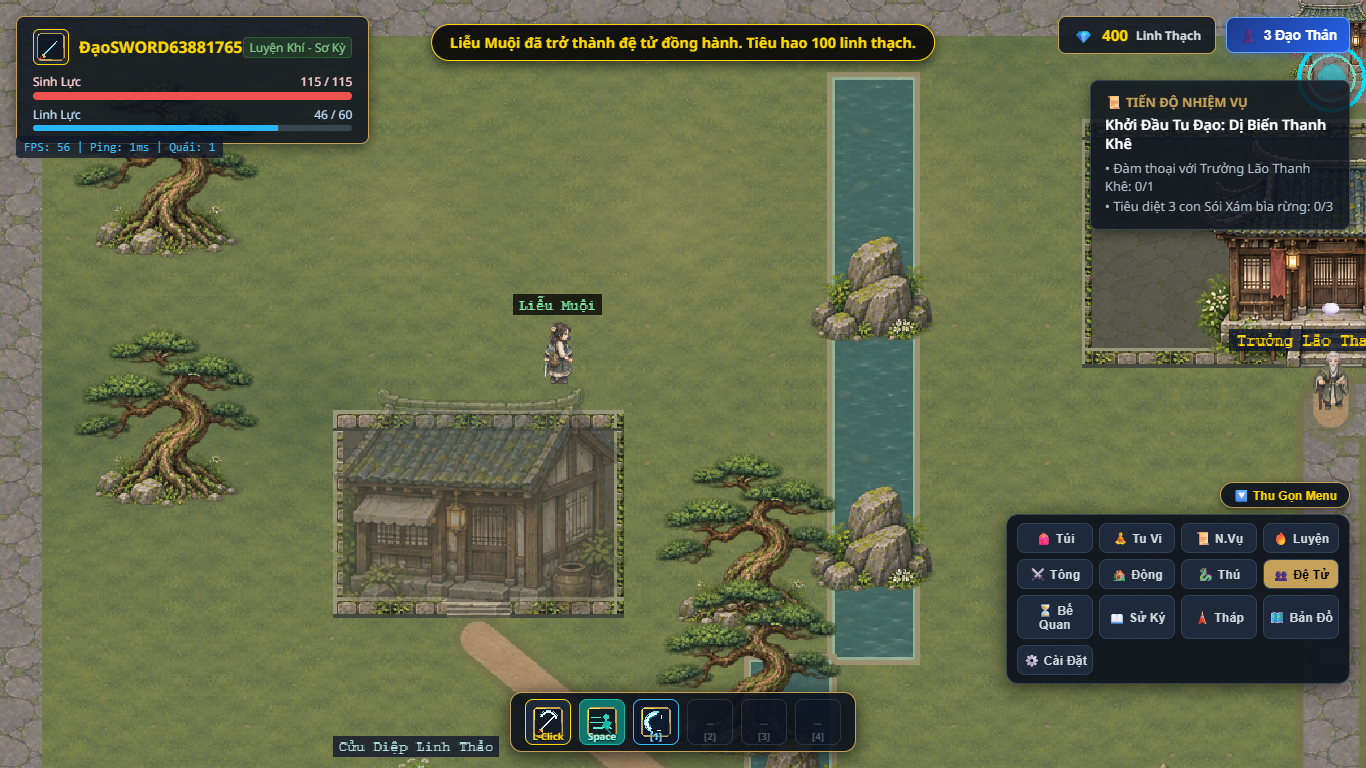 ĐạoSWORD63881765
Luyện Khí - Sơ Kỳ
Sinh Lực
115 / 115
Linh Lực
46 / 60
FPS: 56 | Ping: 1ms | Quái: 1
Liễu Muội đã trở thành đệ tử đồng hành. Tiêu hao 100 linh thạch.
400 Linh Thạch
3 Đạo Thân
TIẾN ĐỘ NHIỆM VỤ
Khởi Đầu Tu Đạo: Dị Biến Thanh
Khê
• Đàm thoại với Trưởng Lão Thanh
Khê: 0/1
• Tiêu diệt 3 con Sói Xám bìa rừng: 0/3
Liễu Muội
Trưởng Lão Tha
Thu Gọn Menu
Túi
Tu Vi
N.Vụ
Luyện
Tông
Động
Thú
Đệ Tử
Bế
Quan
Sử Ký
Tháp
Bản Đồ
Cài Đặt
L-Click
Space
[1]
[2]
[3]
[4]
Cửu Diệp Linh Thảo